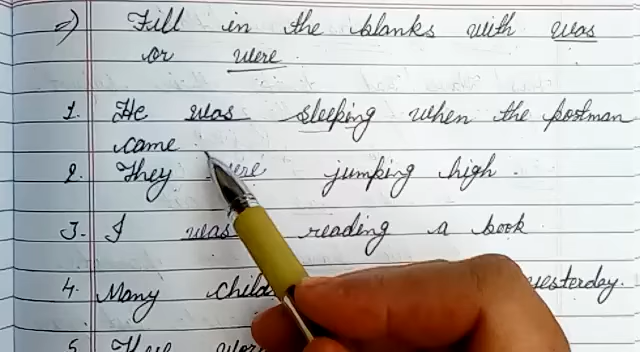 =) Fill in the blanks with was
or were.
1. He was sleeping when the postman
came.
2. They were jumping high.
3. I was reading a book
4. Many yesterday.
5.